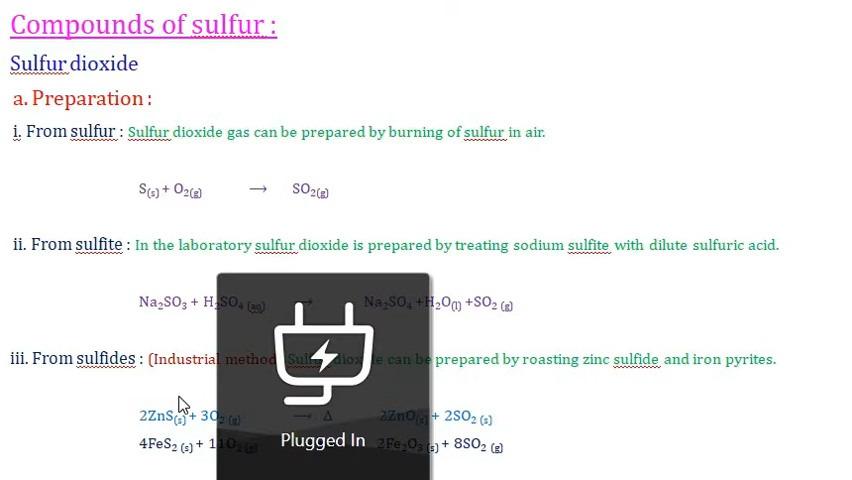 Compounds of sulfur :
Sulfur dioxide
a. Preparation :
i. From sulfur : Sulfur dioxide gas can be prepared by burning of sulfur in air.
S(s) + O2(g) → SO2(g)
ii. From sulfite : In the laboratory sulfur dioxide is prepared by treating sodium sulfite with dilute sulfuric acid.
Na2SO3 + H2SO4 (aq) → Na2SO4 +H2O(l) +SO2 (g)
iii. From sulfides : (Industrial method) Sulfur dioxide can be prepared by roasting zinc sulfide and iron pyrites.
2ZnS(s) + 3O2 (g) → Δ 2ZnO(s) + 2SO2 (s)
4FeS2 (s) + 11O2 (g) 2Fe2O3 (s) + 8SO2 (g)
Plugged In